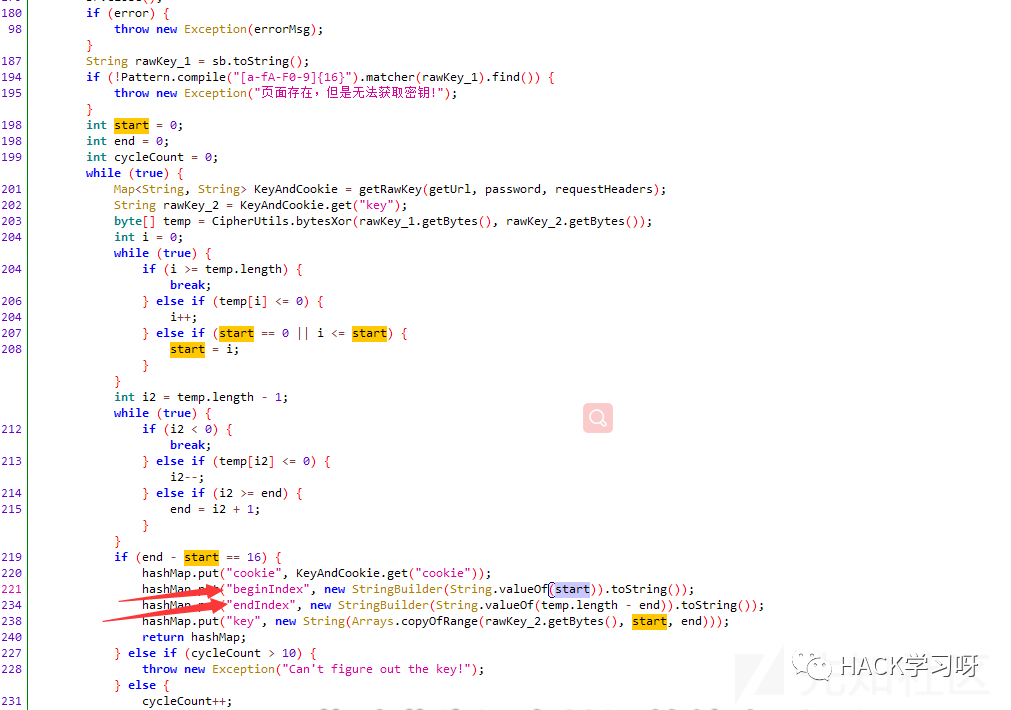 180 if (error) {
98 throw new Exception(errorMsg);
}
187 String rawKey_1 = sb.toString();
194 if (!Pattern.compile("[a-fA-F0-9]{16}").matcher(rawKey_1).find()) {
195 throw new Exception("页面存在，但是无法获取密钥!");
}
198 int start = 0;
198 int end = 0;
199 int cycleCount = 0;
while (true) {
201 Map<String, String> KeyAndCookie = getRawKey(getUrl, password, requestHeaders);
202 String rawKey_2 = KeyAndCookie.get("key");
203 byte[] temp = CipherUtils.bytesXor(rawKey_1.getBytes(), rawKey_2.getBytes());
204 int i = 0;
while (true) {
204 if (i >= temp.length) {
break;
206 } else if (temp[i] <= 0) {
204 i++;
207 } else if (start == 0 || i <= start) {
208 start = i;
}
}
int i2 = temp.length - 1;
while (true) {
212 if (i2 < 0) {
break;
213 } else if (temp[i2] <= 0) {
i2--;
214 } else if (i2 >= end) {
215 end = i2 + 1;
}
}
219 if (end - start == 16) {
220 hashMap.put("cookie", KeyAndCookie.get("cookie"));
221 hashMap.put("beginIndex", new StringBuilder(String.valueOf(start)).toString());
234 hashMap.put("endIndex", new StringBuilder(String.valueOf(temp.length - end)).toString());
238 hashMap.put("key", new String(Arrays.copyOfRange(rawKey_2.getBytes(), start, end)));
240 return hashMap;
227 } else if (cycleCount > 10) {
228 throw new Exception("Can't figure out the key!");
} else {
231 cycleCount++;
HACK学习呀
先知社区